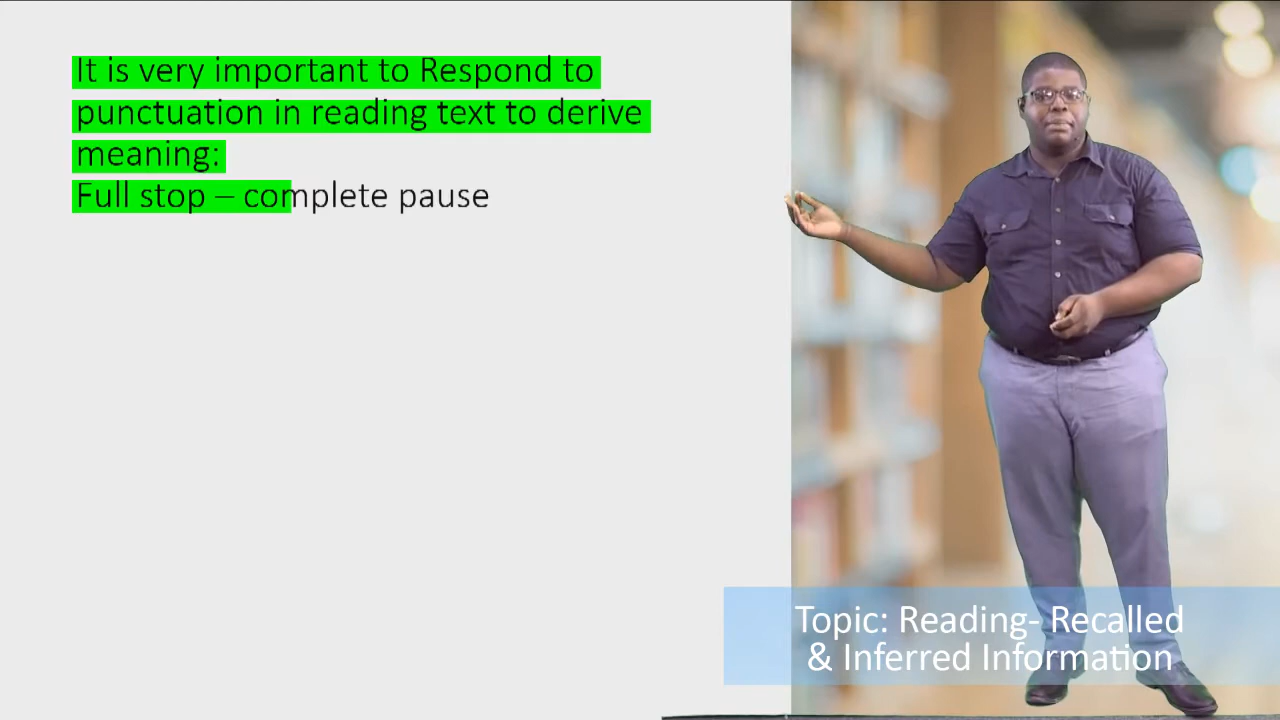 It is very important to Respond to
punctuation in reading text to derive
meaning:
Full stop – complete pause
Topic: Reading- Recalled
& Inferred Information